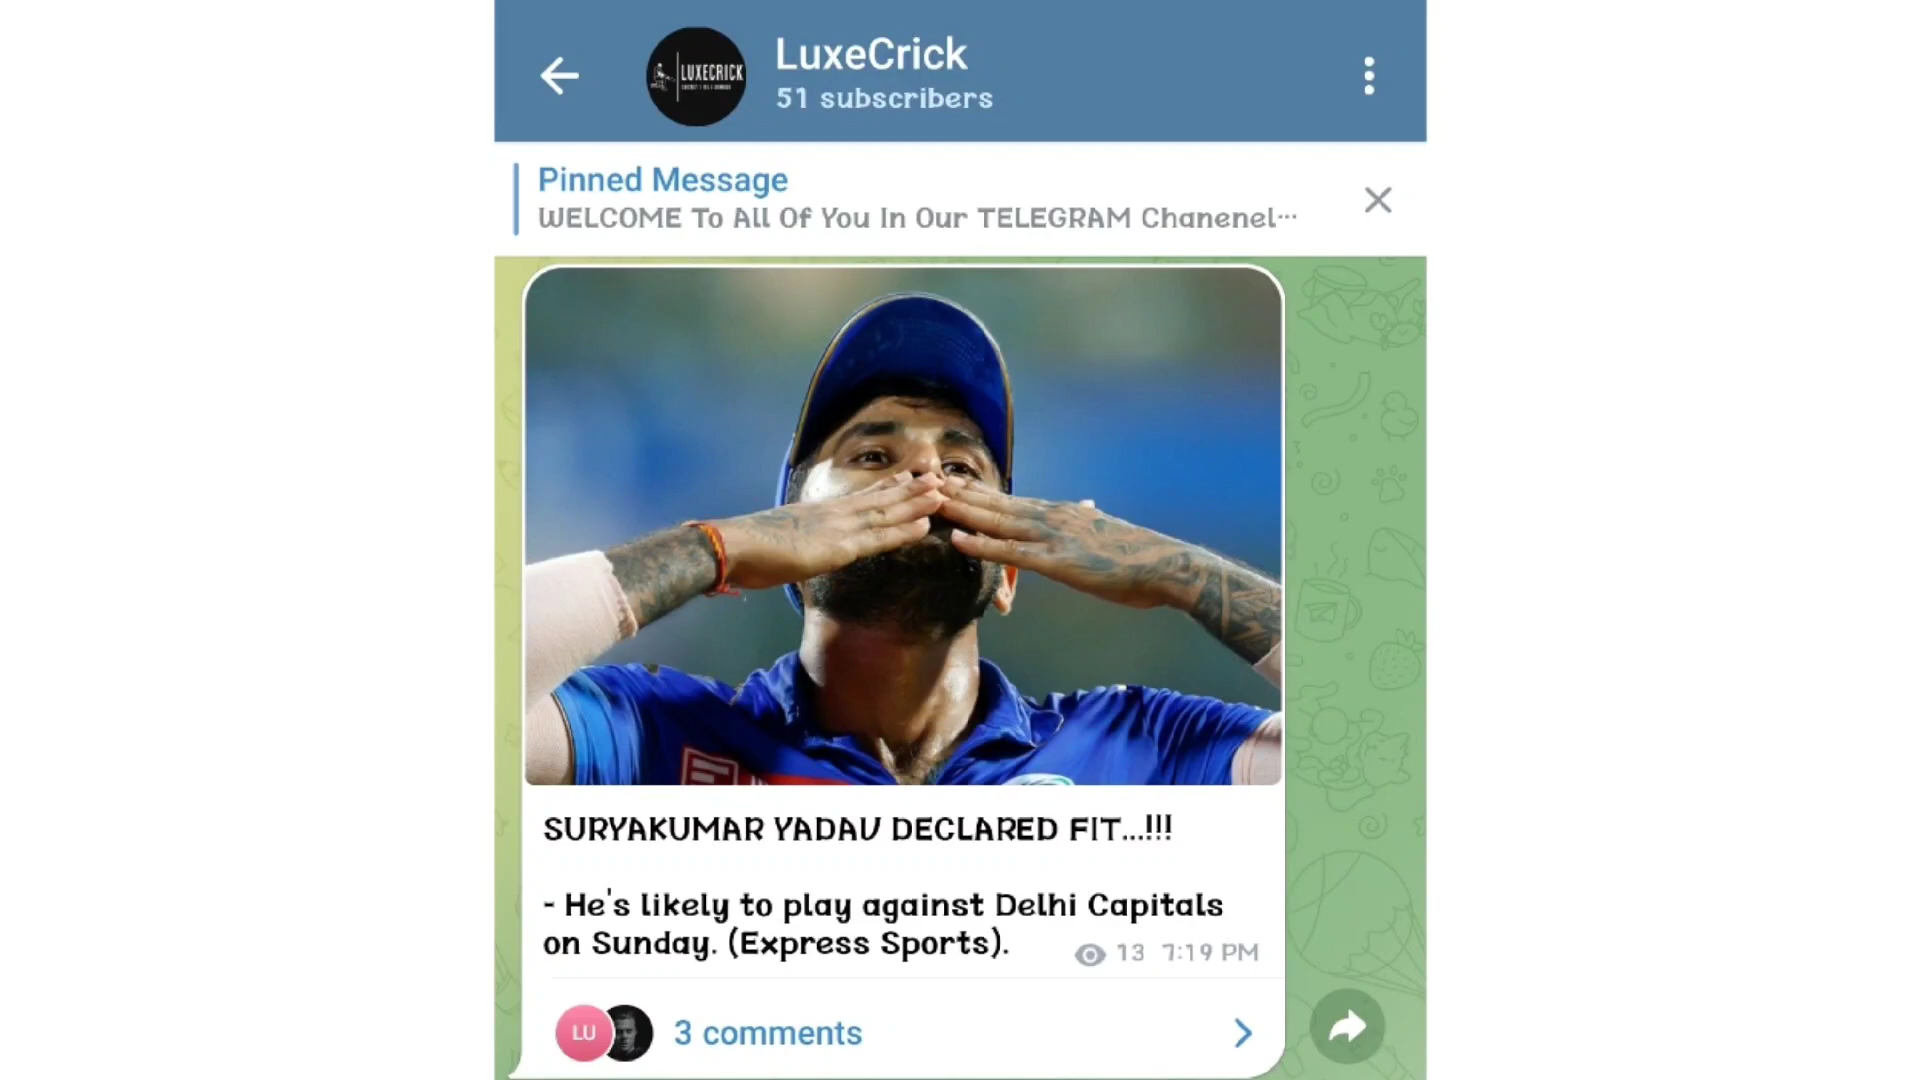 LUXECRICK
LuxeCrick
51 subscribers
Pinned Message
WELCOME To All Of You In Our TELEGRAM Chanenel...
SURYAKUMAR YADAV DECLARED FIT...!!!
- He's likely to play against Delhi Capitals
on Sunday. (Express Sports).
13 7:19 PM
LU
3 comments